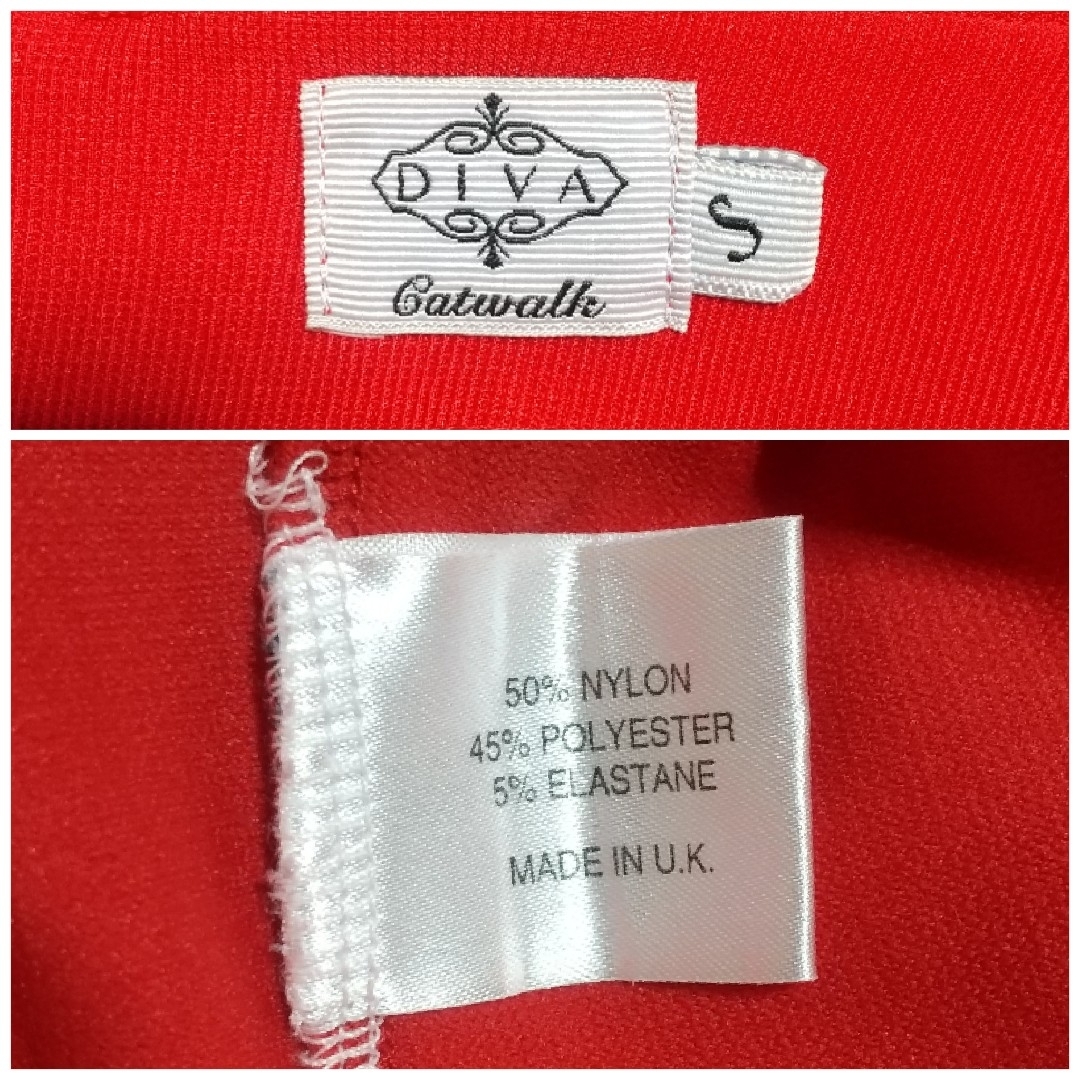 DIVA
Catwalk
S
50% NYLON
45% POLYESTER
5% ELASTANE
MADE IN U.K.